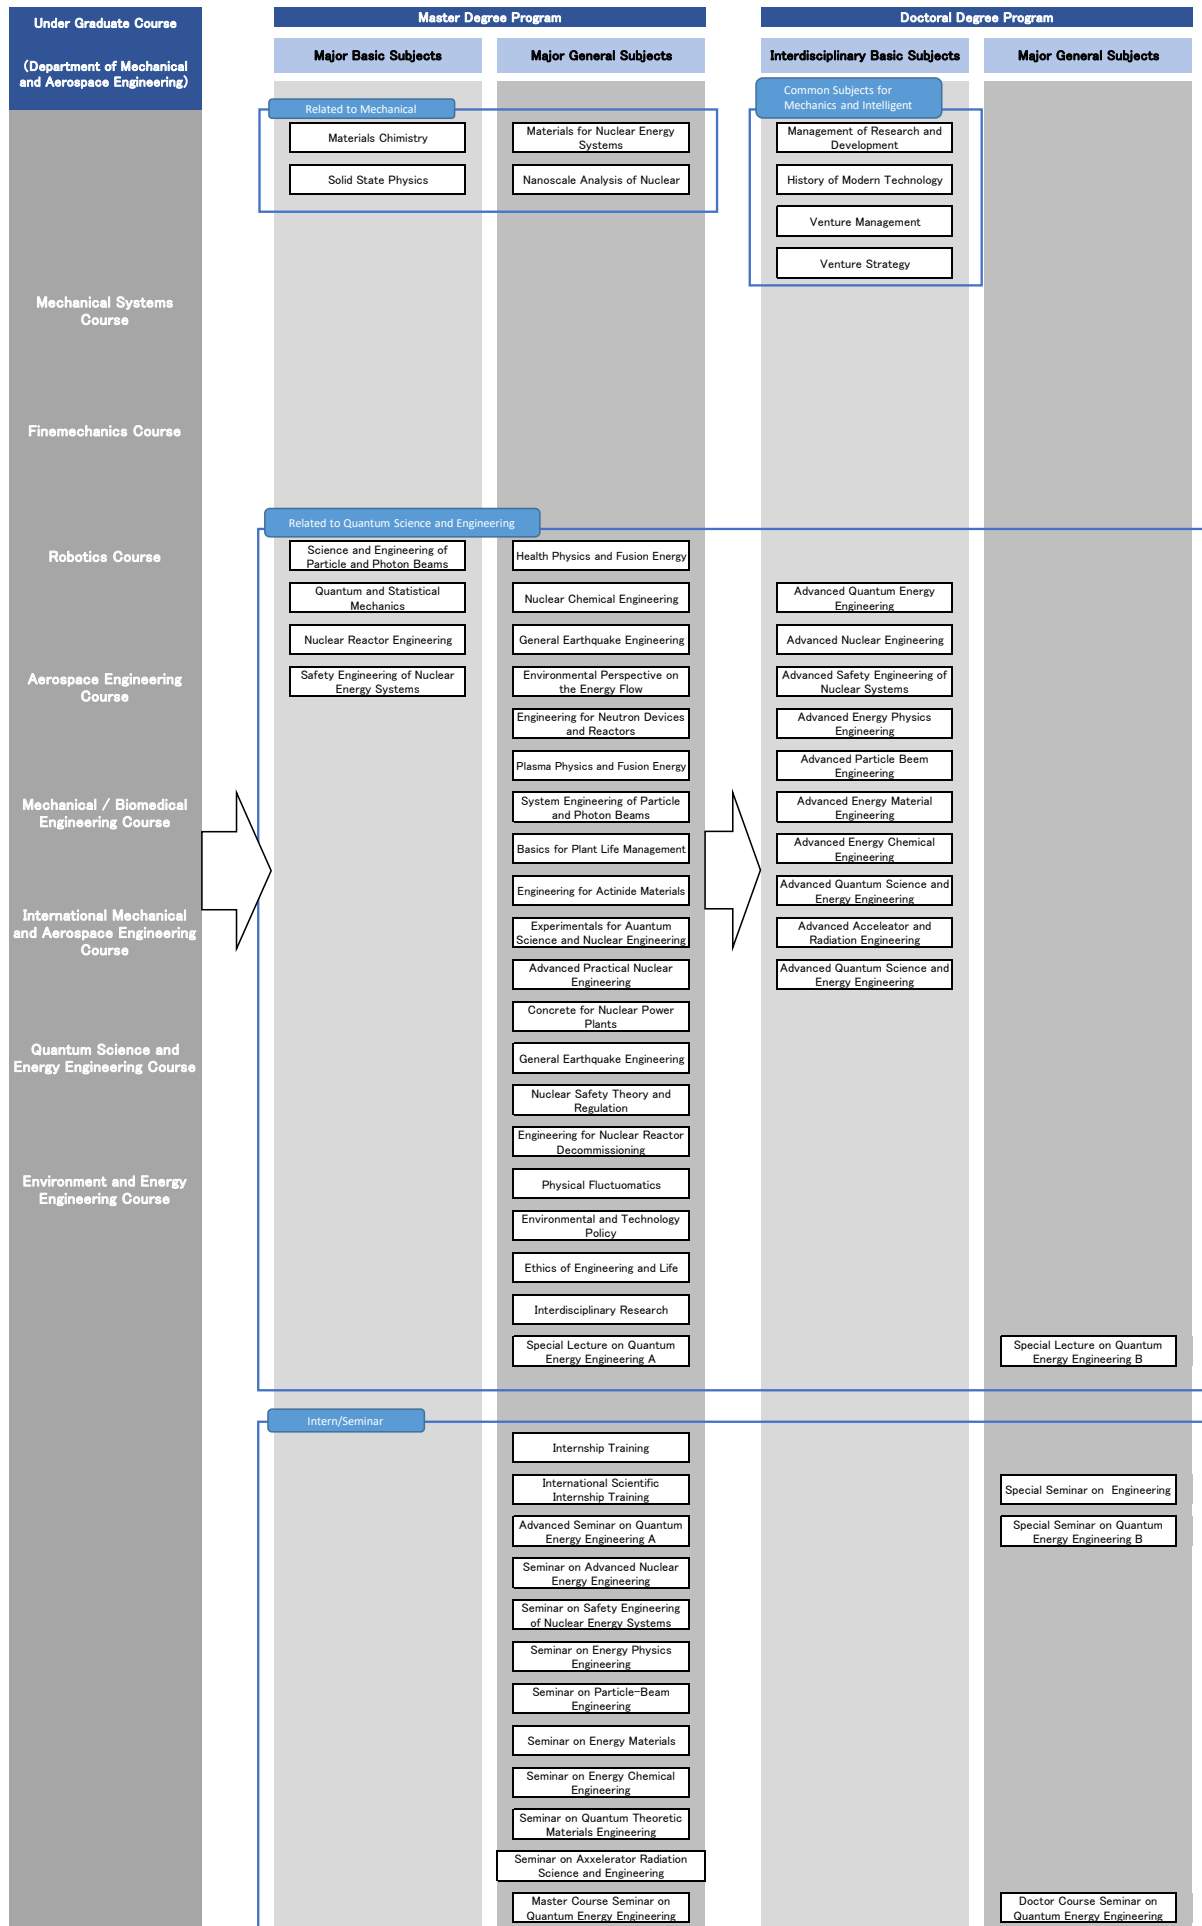 Under Graduate Course
(Department of Mechanical
and Aerospace Engineering)
Mechanical Systems
Course
Finemechanics Course
Robotics Course
Aerospace Engineering
Course
Mechanical / Biomedical
Engineering Course
International Mechanical
and Aerospace Engineering
Course
Quantum Science and
Energy Engineering Course
Environment and Energy
Engineering Course
Master Degree Program
Major Basic Subjects
Major General Subjects
Related to Mechanical
Materials Chimistry
Solid State Physics
Materials for Nuclear Energy
Systems
Nanoscale Analysis of Nuclear
Related to Quantum Science and Engineering
Science and Engineering of
Particle and Photon Beams
Quantum and Statistical
Mechanics
Nuclear Reactor Engineering
Safety Engineering of Nuclear
Energy Systems
Health Physics and Fusion Energy
Nuclear Chemical Engineering
General Earthquake Engineering
Environmental Perspective on
the Energy Flow
Engineering for Neutron Devices
and Reactors
Plasma Physics and Fusion Energy
System Engineering of Particle
and Photon Beams
Basics for Plant Life Management
Engineering for Actinide Materials
Experimentals for Auantum
Science and Nuclear Engineering
Advanced Practical Nuclear
Engineering
Concrete for Nuclear Power
Plants
General Earthquake Engineering
Nuclear Safety Theory and
Regulation
Engineering for Nuclear Reactor
Decommissioning
Physical Fluctuomatics
Environmental and Technology
Policy
Ethics of Engineering and Life
Interdisciplinary Research
Special Lecture on Quantum
Energy Engineering A
Intern/Seminar
Internship Training
International Scientific
Internship Training
Advanced Seminar on Quantum
Energy Engineering A
Seminar on Advanced Nuclear
Energy Engineering
Seminar on Safety Engineering
of Nuclear Energy Systems
Seminar on Energy Physics
Engineering
Seminar on Particle-Beam
Engineering
Seminar on Energy Materials
Seminar on Energy Chemical
Engineering
Seminar on Quantum Theoretic
Materials Engineering
Seminar on Axxelerator Radiation
Science and Engineering
Master Course Seminar on
Quantum Energy Engineering
Doctoral Degree Program
Interdisciplinary Basic Subjects
Major General Subjects
Common Subjects for
Mechanics and Intelligent
Management of Research and
Development
History of Modern Technology
Venture Management
Venture Strategy
Advanced Quantum Energy
Engineering
Advanced Nuclear Engineering
Advanced Safety Engineering of
Nuclear Systems
Advanced Energy Physics
Engineering
Advanced Particle Beem
Engineering
Advanced Energy Material
Engineering
Advanced Energy Chemical
Engineering
Advanced Quantum Science and
Energy Engineering
Advanced Acceleator and
Radiation Engineering
Advanced Quantum Science and
Energy Engineering
Special Lecture on Quantum
Energy Engineering B
Special Seminar on Engineering
Special Seminar on Quantum
Energy Engineering B
Doctor Course Seminar on
Quantum Energy Engineering